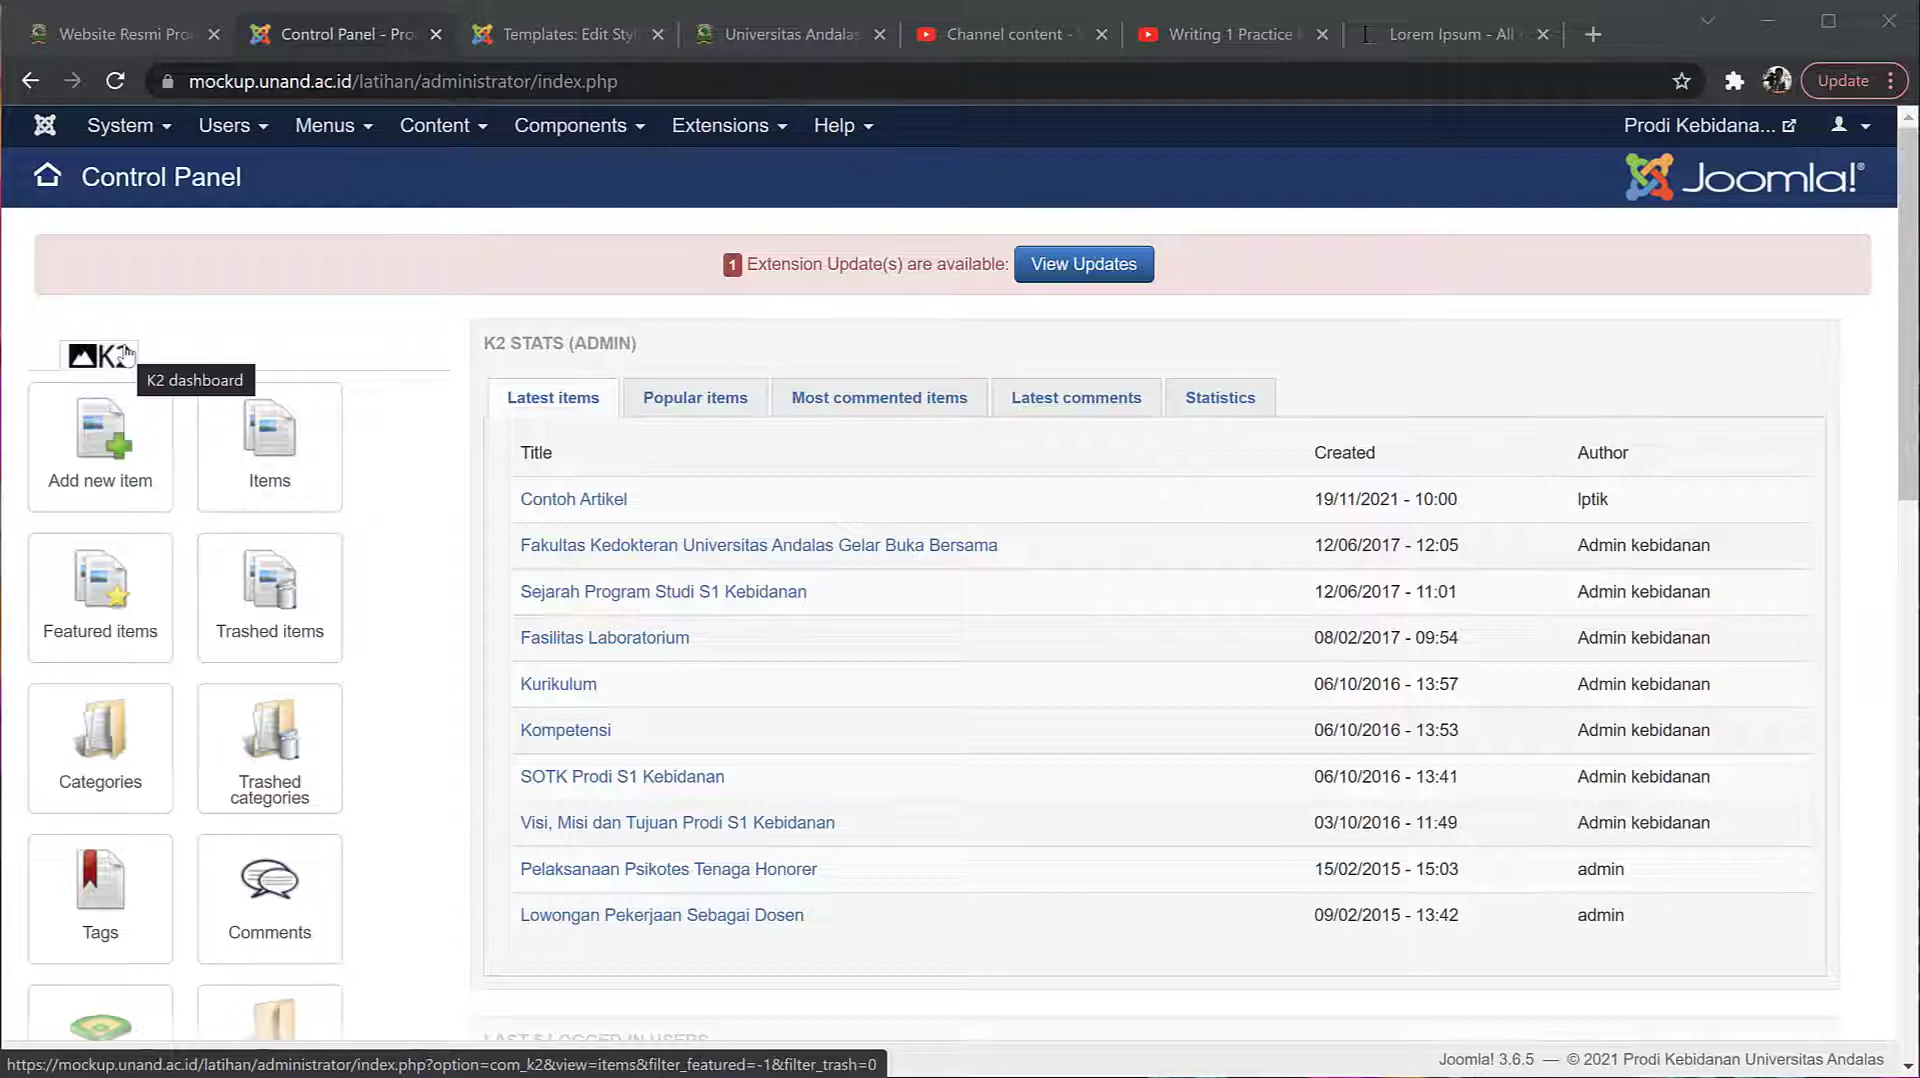 Website Resmi Pro
Control Panel - Pro
Templates: Edit Styl
Universitas Andalas
Channel content -
Writing 1 Practice
Lorem Ipsum - All
mockup.unand.ac.id/latihan/administrator/index.php
Update
System
Users
Menus
Content
Components
Extensions
Help
Prodi Kebidana...
Control Panel
Joomla!®
1 Extension Update(s) are available: View Updates
K2
K2 dashboard
Add new item
Items
Featured items
Trashed items
Categories
Trashed
categories
Tags
Comments
K2 STATS (ADMIN)
Latest items
Popular items
Most commented items
Latest comments
Statistics
Title Created Author
Contoh Artikel 19/11/2021 - 10:00 lptik
Fakultas Kedokteran Universitas Andalas Gelar Buka Bersama 12/06/2017 - 12:05 Admin kebidanan
Sejarah Program Studi S1 Kebidanan 12/06/2017 - 11:01 Admin kebidanan
Fasilitas Laboratorium 08/02/2017 - 09:54 Admin kebidanan
Kurikulum 06/10/2016 - 13:57 Admin kebidanan
Kompetensi 06/10/2016 - 13:53 Admin kebidanan
SOTK Prodi S1 Kebidanan 06/10/2016 - 13:41 Admin kebidanan
Visi, Misi dan Tujuan Prodi S1 Kebidanan 03/10/2016 - 11:49 Admin kebidanan
Pelaksanaan Psikotes Tenaga Honorer 15/02/2015 - 15:03 admin
Lowongan Pekerjaan Sebagai Dosen 09/02/2015 - 13:42 admin
LAST 5 LOGGED-IN USERS
https://mockup.unand.ac.id/latihan/administrator/index.php?option=com_k2&view=items&filter_featured=-1&filter_trash=0
Joomla! 3.6.5 — © 2021 Prodi Kebidanan Universitas Andalas